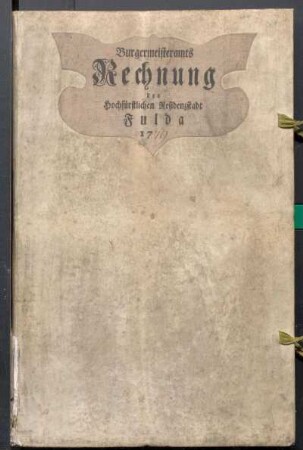 Burgermeisteramts
Rechnung
der
Hochfürstlichen Residenzstadt
Fulda
17